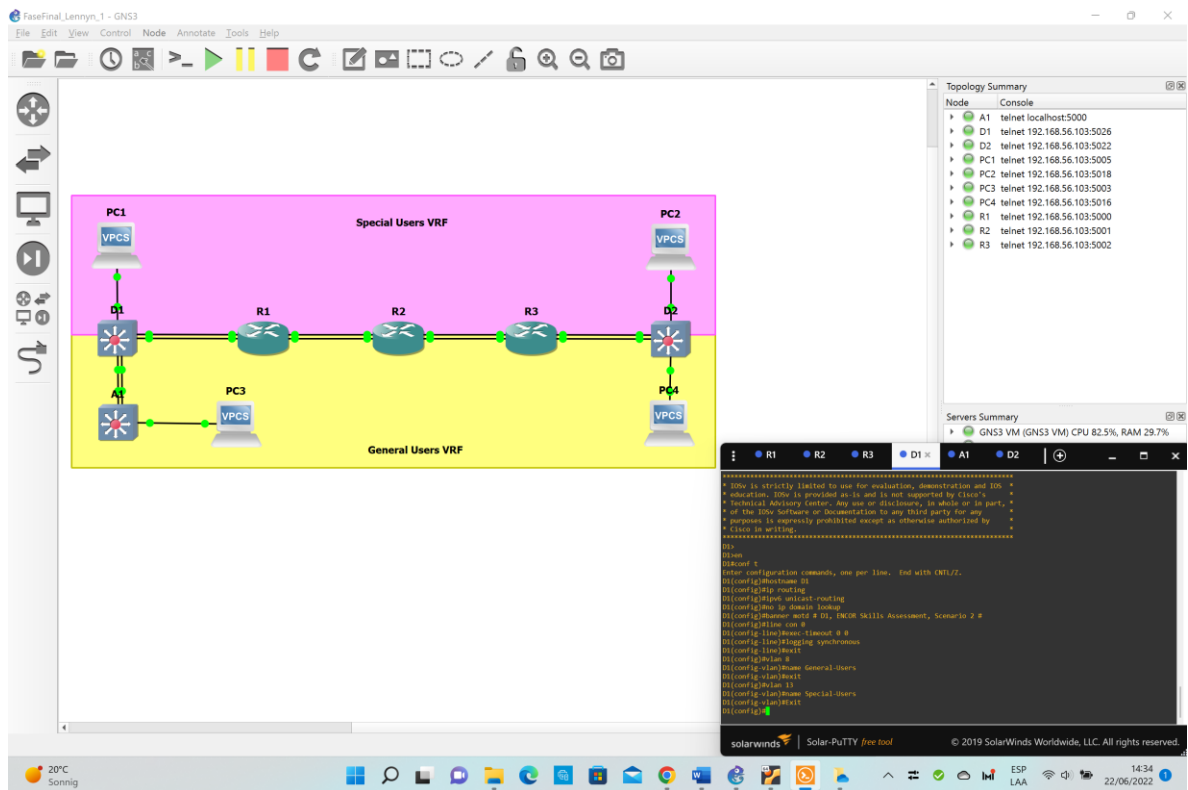 FaseFinal_Lennyn_1 - GNS3
File Edit View Control Node Annotate Tools Help
Topology Summary
Node Console
A1 telnet localhost:5000
D1 telnet 192.168.56.103:5026
D2 telnet 192.168.56.103:5022
PC1 telnet 192.168.56.103:5005
PC2 telnet 192.168.56.103:5018
PC3 telnet 192.168.56.103:5003
PC4 telnet 192.168.56.103:5016
R1 telnet 192.168.56.103:5000
R2 telnet 192.168.56.103:5001
R3 telnet 192.168.56.103:5002
PC1
Special Users VRF
PC2
VPCS
VPCS
D1
R1
R2
R3
D2
A1
PC3
PC4
VPCS
VPCS
General Users VRF
Servers Summary
GNS3 VM (GNS3 VM) CPU 82.5%, RAM 29.7%
R1 R2 R3 D1 A1 D2
**********************************************************************
* IOSv is strictly limited to use for evaluation, demonstration and IOS *
* education. IOSv is provided as-is and is not supported by Cisco's *
* Technical Advisory Center. Any use or disclosure, in whole or in part, *
* of the IOSv Software or Documentation to any third party for any *
* purposes is expressly prohibited except as otherwise authorized by *
* Cisco in writing. *
**********************************************************************
D1>
D1>en
D1#conf t
Enter configuration commands, one per line. End with CNTL/Z.
D1(config)#hostname D1
D1(config)#ip routing
D1(config)#ipv6 unicast-routing
D1(config)#no ip domain lookup
D1(config)#banner motd # D1, ENCOR Skills Assessment, Scenario 2 #
D1(config)#line con 0
D1(config-line)#exec-timeout 0 0
D1(config-line)#logging synchronous
D1(config-line)#exit
D1(config)#vlan 8
D1(config-vlan)#name General-Users
D1(config-vlan)#exit
D1(config)#vlan 13
D1(config-vlan)#name Special-Users
D1(config-vlan)#Exit
D1(config)#
solarwinds Solar-PuTTY free tool © 2019 SolarWinds Worldwide, LLC. All rights reserved.
20°C
Sonnig
ESP
LAA
14:34
22/06/2022
1